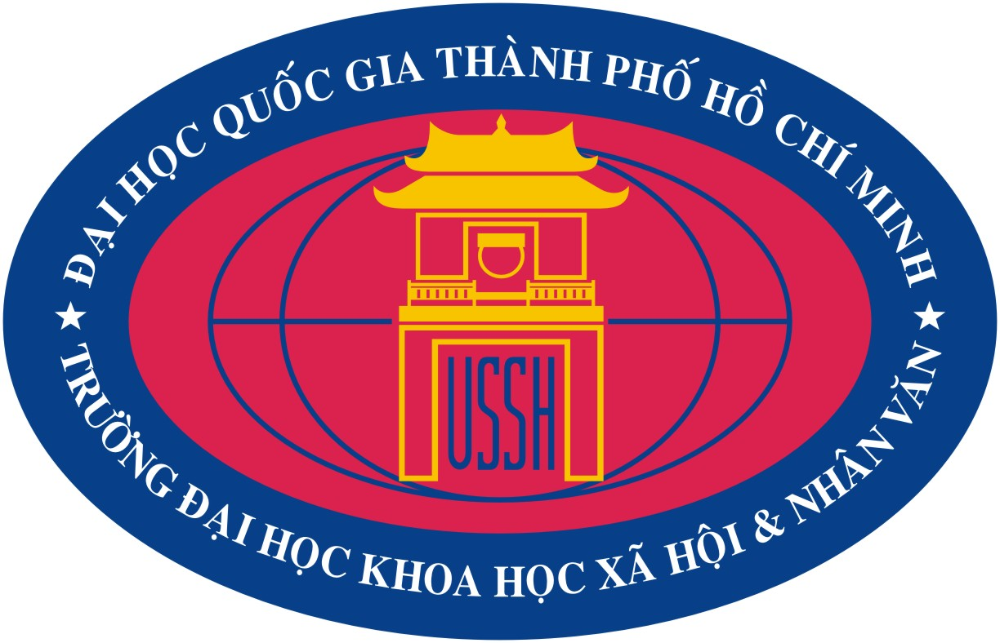 ĐẠI HỌC QUỐC GIA THÀNH PHỐ HỒ CHÍ MINH
USSH
TRƯỜNG ĐẠI HỌC KHOA HỌC XÃ HỘI & NHÂN VĂN